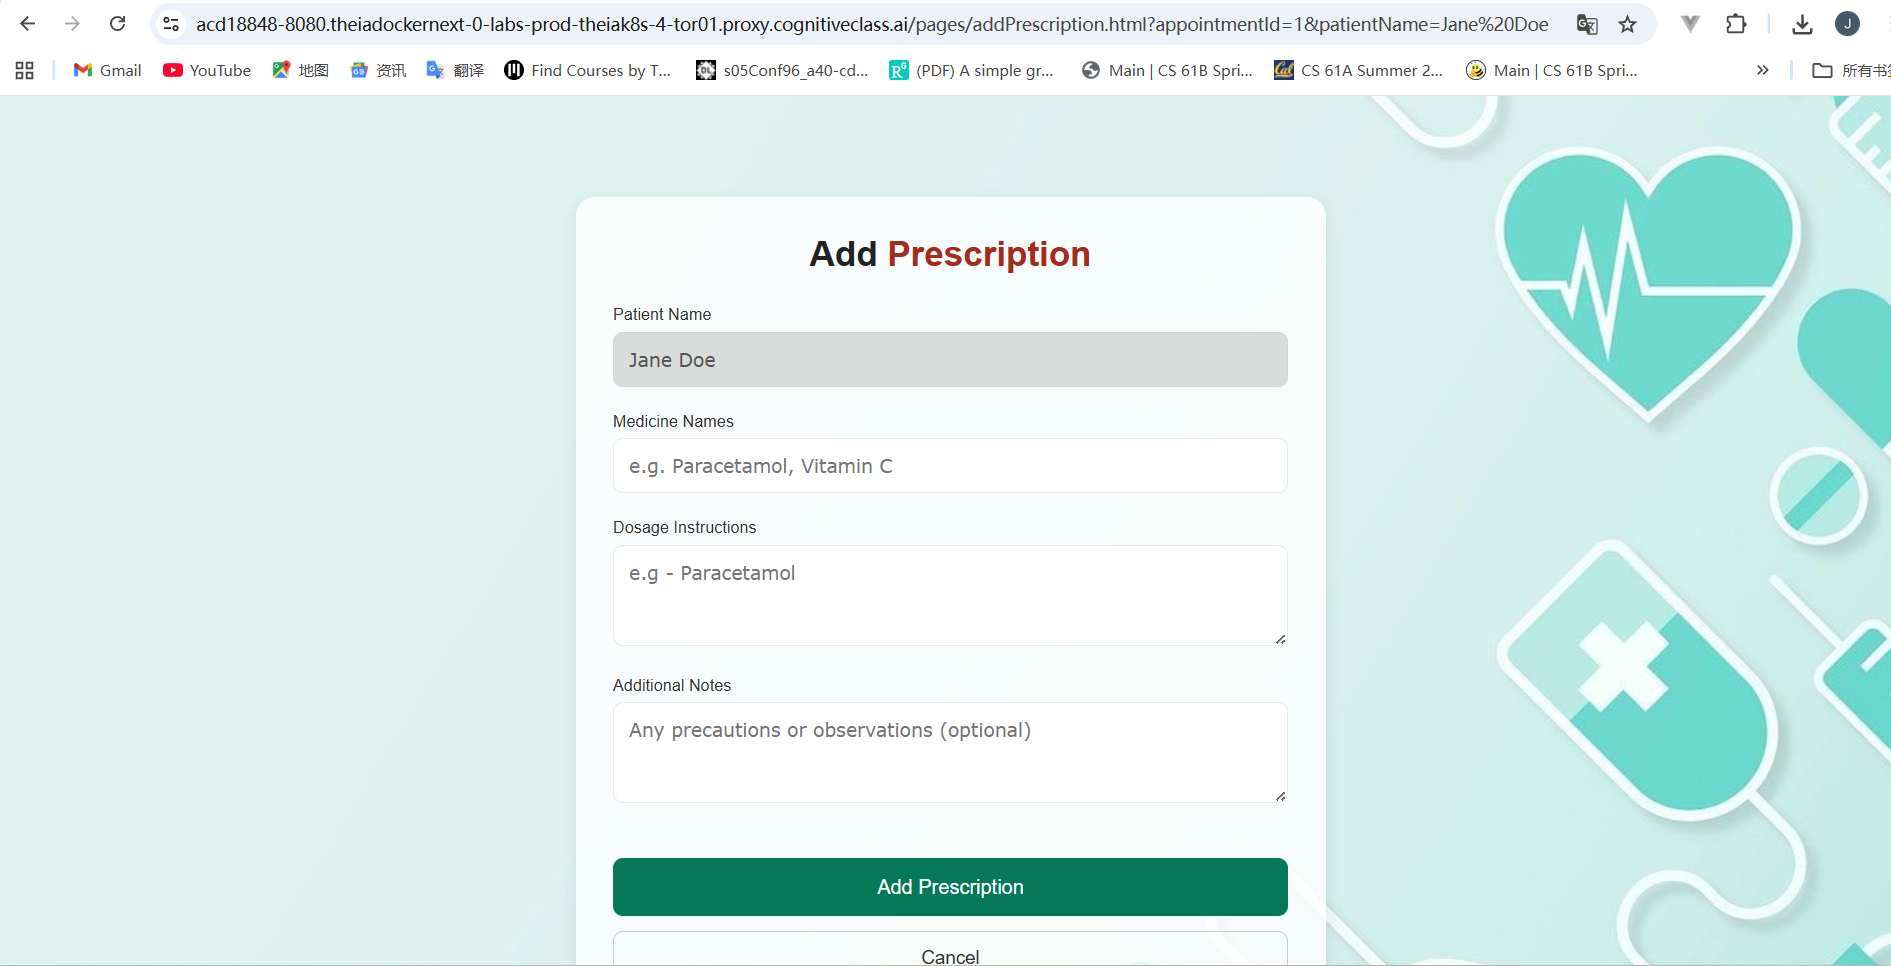 acd18848-8080.theiadockernext-0-labs-prod-theiak8s-4-tor01.proxy.cognitiveclass.ai/pages/addPrescription.html?appointmentId=1&patientName=Jane%20Doe
J
Gmail YouTube 地图 资讯 翻译 Find Courses by T... s05Conf96_a40-cd... (PDF) A simple gr... Main | CS 61B Spri... CS 61A Summer 2... Main | CS 61B Spri... » 所有书签
Add Prescription
Patient Name
Jane Doe
Medicine Names
e.g. Paracetamol, Vitamin C
Dosage Instructions
e.g - Paracetamol
Additional Notes
Any precautions or observations (optional)
Add Prescription
Cancel